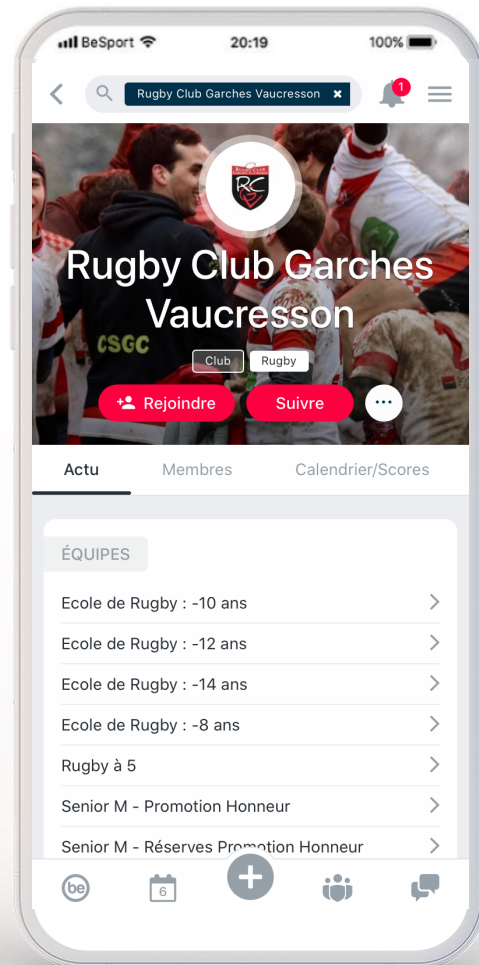 BeSport
20:19
100%
Rugby Club Garches Vaucresson
1
RUGBY CLUB
RC
G
Rugby Club Garches
Vaucresson
CSGC
Club
Rugby
Rejoindre
Suivre
Actu
Membres
Calendrier/Scores
ÉQUIPES
Ecole de Rugby : -10 ans
Ecole de Rugby : -12 ans
Ecole de Rugby : -14 ans
Ecole de Rugby : -8 ans
Rugby à 5
Senior M - Promotion Honneur
Senior M - Réserves Promotion Honneur
be
6